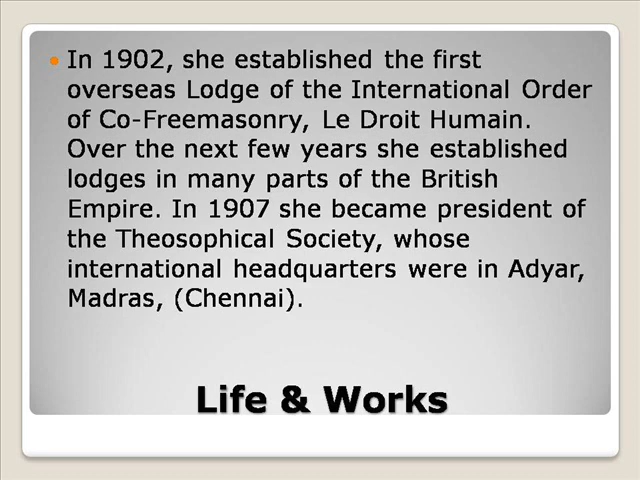 In 1902, she established the first
overseas Lodge of the International Order
of Co-Freemasonry, Le Droit Humain.
Over the next few years she established
lodges in many parts of the British
Empire. In 1907 she became president of
the Theosophical Society, whose
international headquarters were in Adyar,
Madras, (Chennai).
Life & Works